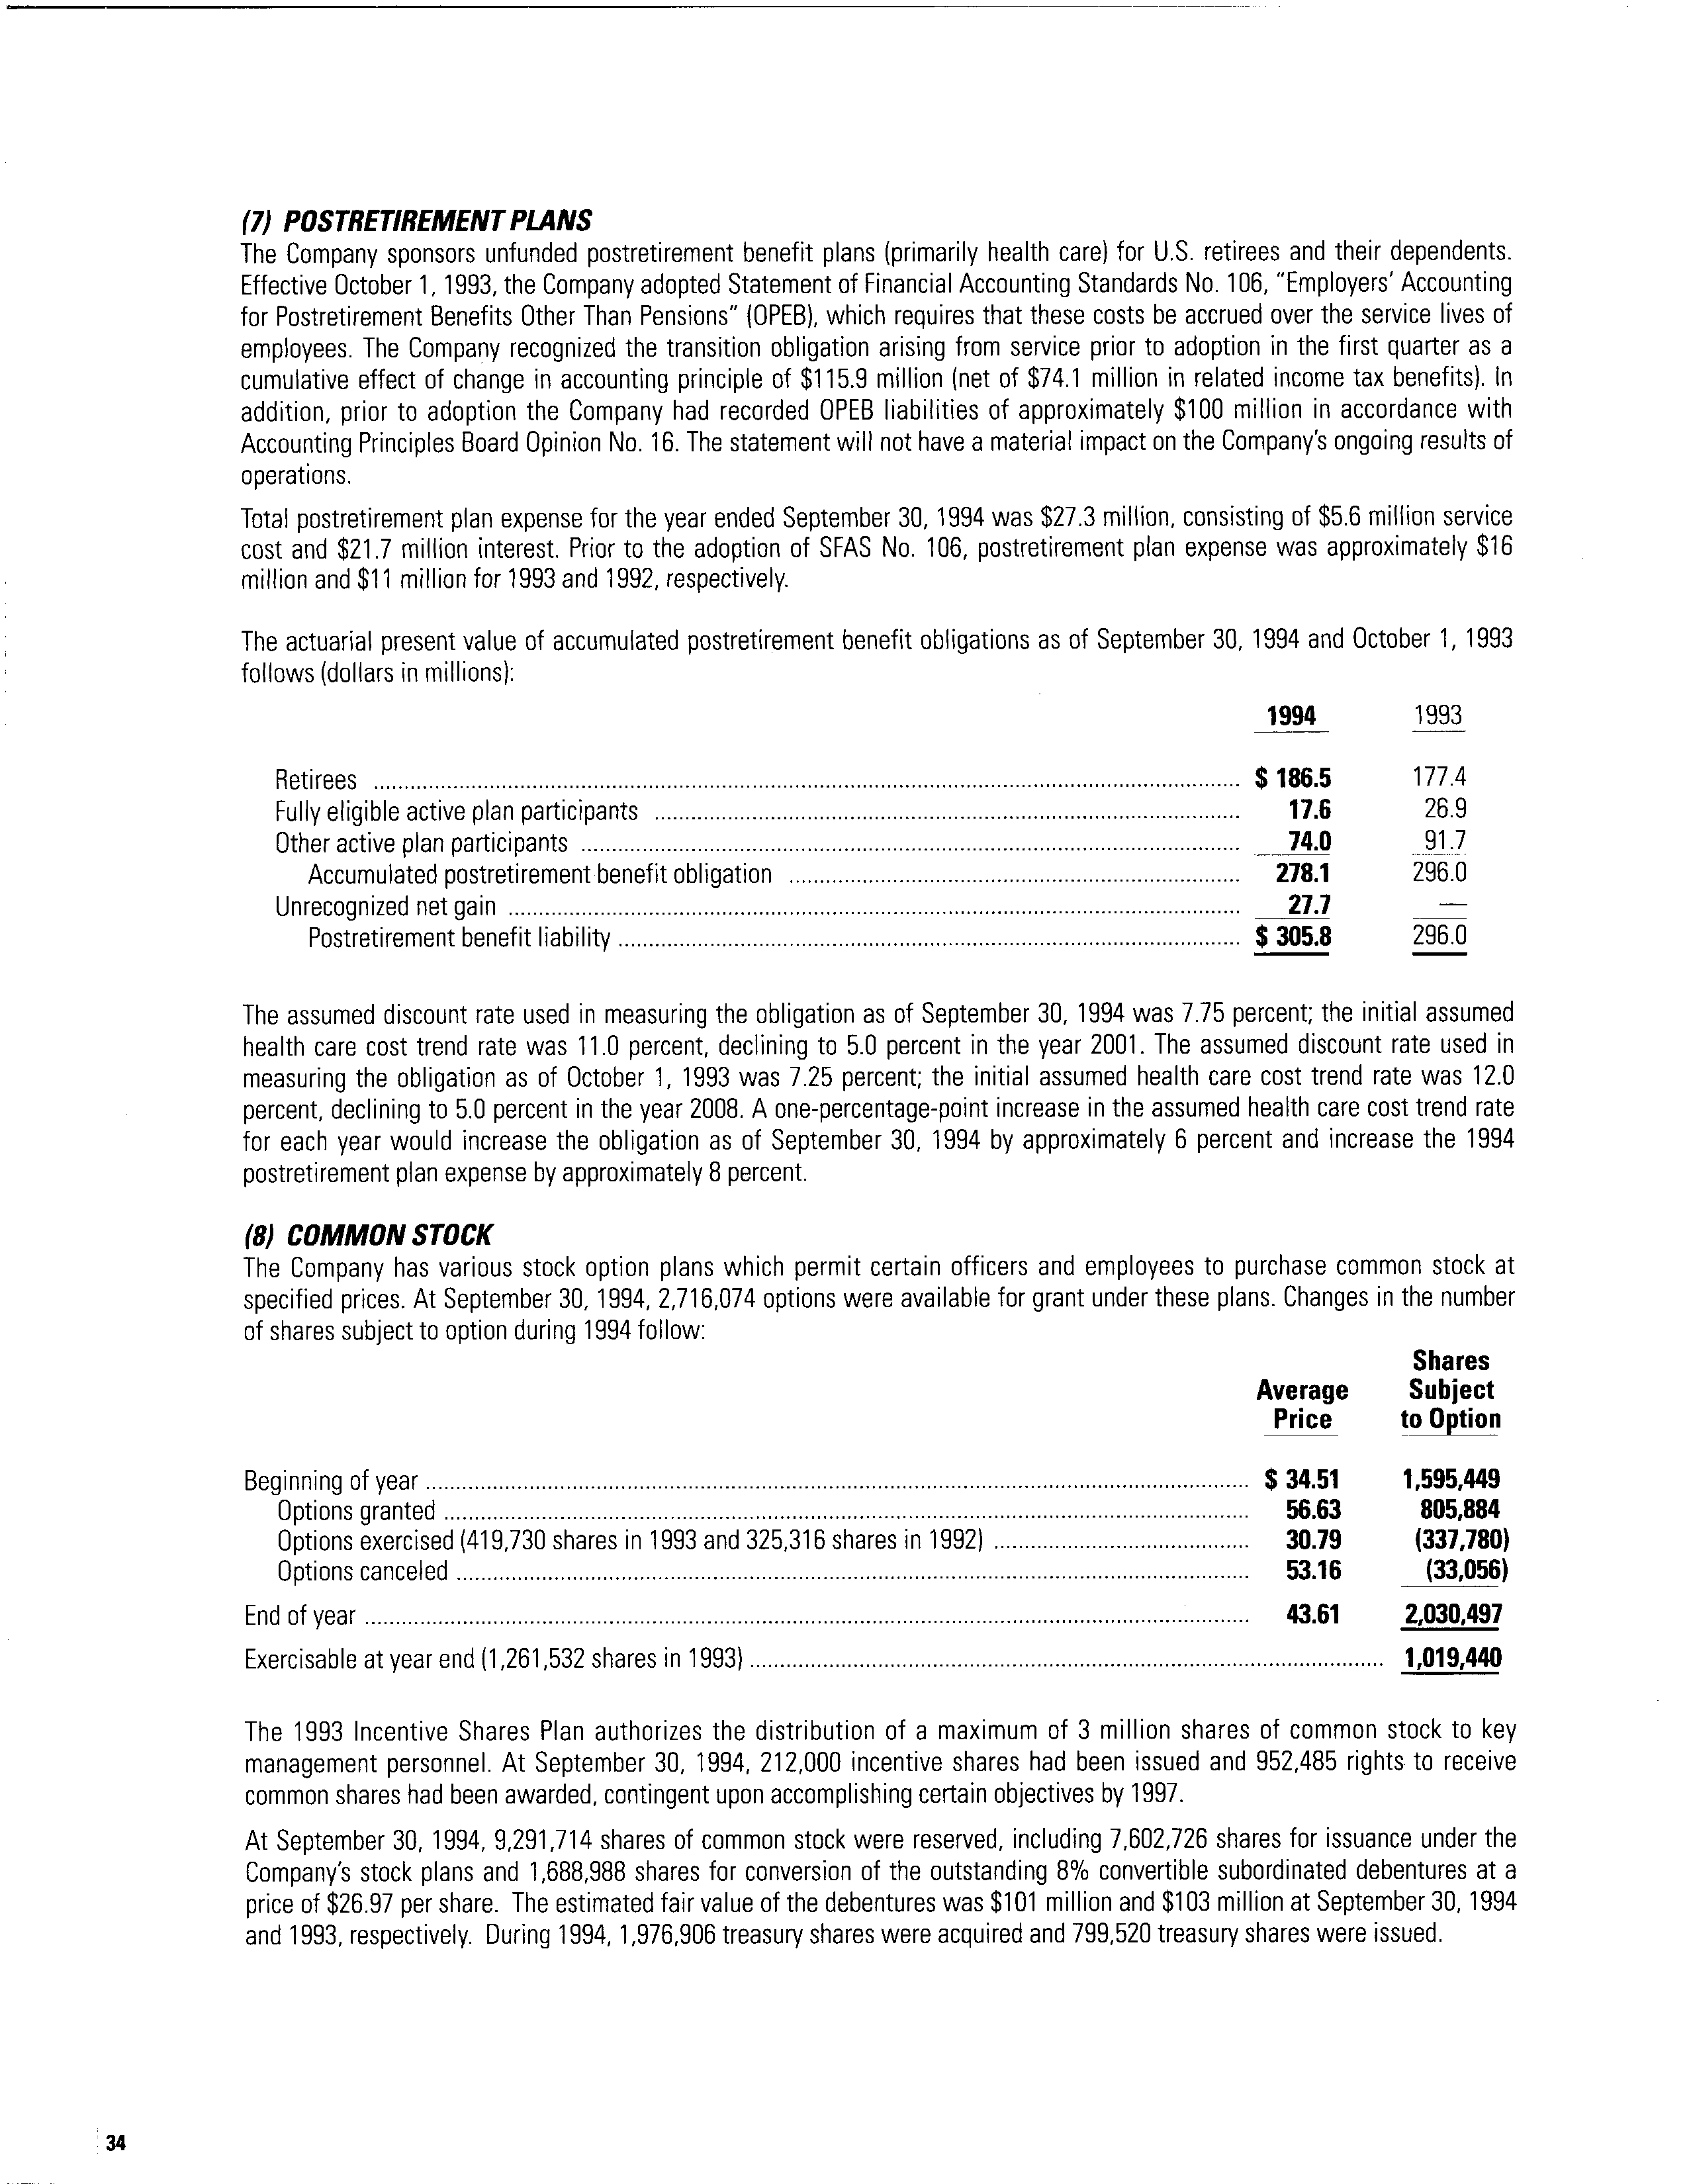 (7) POSTRETIREMENT PLANS
The Company sponsors unfunded postretirement benefit plans (primarily health care) for U.S. retirees and their dependents.
Effective October 1, 1993, the Company adopted Statement of Financial Accounting Standards No. 106, "Employers' Accounting
for Postretirement Benefits Other Than Pensions" (OPEB), which requires that these costs be accrued over the service lives of
employees. The Company recognized the transition obligation arising from service prior to adoption in the first quarter as a
cumulative effect of change in accounting principle of $115.9 million (net of $74.1 million in related income tax benefits). In
addition, prior to adoption the Company had recorded OPEB liabilities of approximately $100 million in accordance with
Accounting Principles Board Opinion No. 16. The statement will not have a material impact on the Company's ongoing results of
operations.
Total postretirement plan expense for the year ended September 30, 1994 was $27.3 million, consisting of $5.6 million service
cost and $21.7 million interest. Prior to the adoption of SFAS No. 106, postretirement plan expense was approximately $16
million and $11 million for 1993 and 1992, respectively.
The actuarial present value of accumulated postretirement benefit obligations as of September 30, 1994 and October 1, 1993
follows (dollars in millions):
1994 1993
Retirees $ 186.5 177.4
Fully eligible active plan participants 17.6 26.9
Other active plan participants 74.0 91.7
Accumulated postretirement benefit obligation 278.1 296.0
Unrecognized net gain 27.7 —
Postretirement benefit liability $ 305.8 296.0
The assumed discount rate used in measuring the obligation as of September 30, 1994 was 7.75 percent; the initial assumed
health care cost trend rate was 11.0 percent, declining to 5.0 percent in the year 2001. The assumed discount rate used in
measuring the obligation as of October 1, 1993 was 7.25 percent; the initial assumed health care cost trend rate was 12.0
percent, declining to 5.0 percent in the year 2008. A one-percentage-point increase in the assumed health care cost trend rate
for each year would increase the obligation as of September 30, 1994 by approximately 6 percent and increase the 1994
postretirement plan expense by approximately 8 percent.
(8) COMMON STOCK
The Company has various stock option plans which permit certain officers and employees to purchase common stock at
specified prices. At September 30, 1994, 2,716,074 options were available for grant under these plans. Changes in the number
of shares subject to option during 1994 follow:
Shares
Average Subject
Price to Option
Beginning of year $ 34.51 1,595,449
Options granted 56.63 805,884
Options exercised (419,730 shares in 1993 and 325,316 shares in 1992) 30.79 (337,780)
Options canceled 53.16 (33,056)
End of year 43.61 2,030,497
Exercisable at year end (1,261,532 shares in 1993) 1,019,440
The 1993 Incentive Shares Plan authorizes the distribution of a maximum of 3 million shares of common stock to key
management personnel. At September 30, 1994, 212,000 incentive shares had been issued and 952,485 rights to receive
common shares had been awarded, contingent upon accomplishing certain objectives by 1997.
At September 30, 1994, 9,291,714 shares of common stock were reserved, including 7,602,726 shares for issuance under the
Company's stock plans and 1,688,988 shares for conversion of the outstanding 8% convertible subordinated debentures at a
price of $26.97 per share. The estimated fair value of the debentures was $101 million and $103 million at September 30, 1994
and 1993, respectively. During 1994, 1,976,906 treasury shares were acquired and 799,520 treasury shares were issued.
34